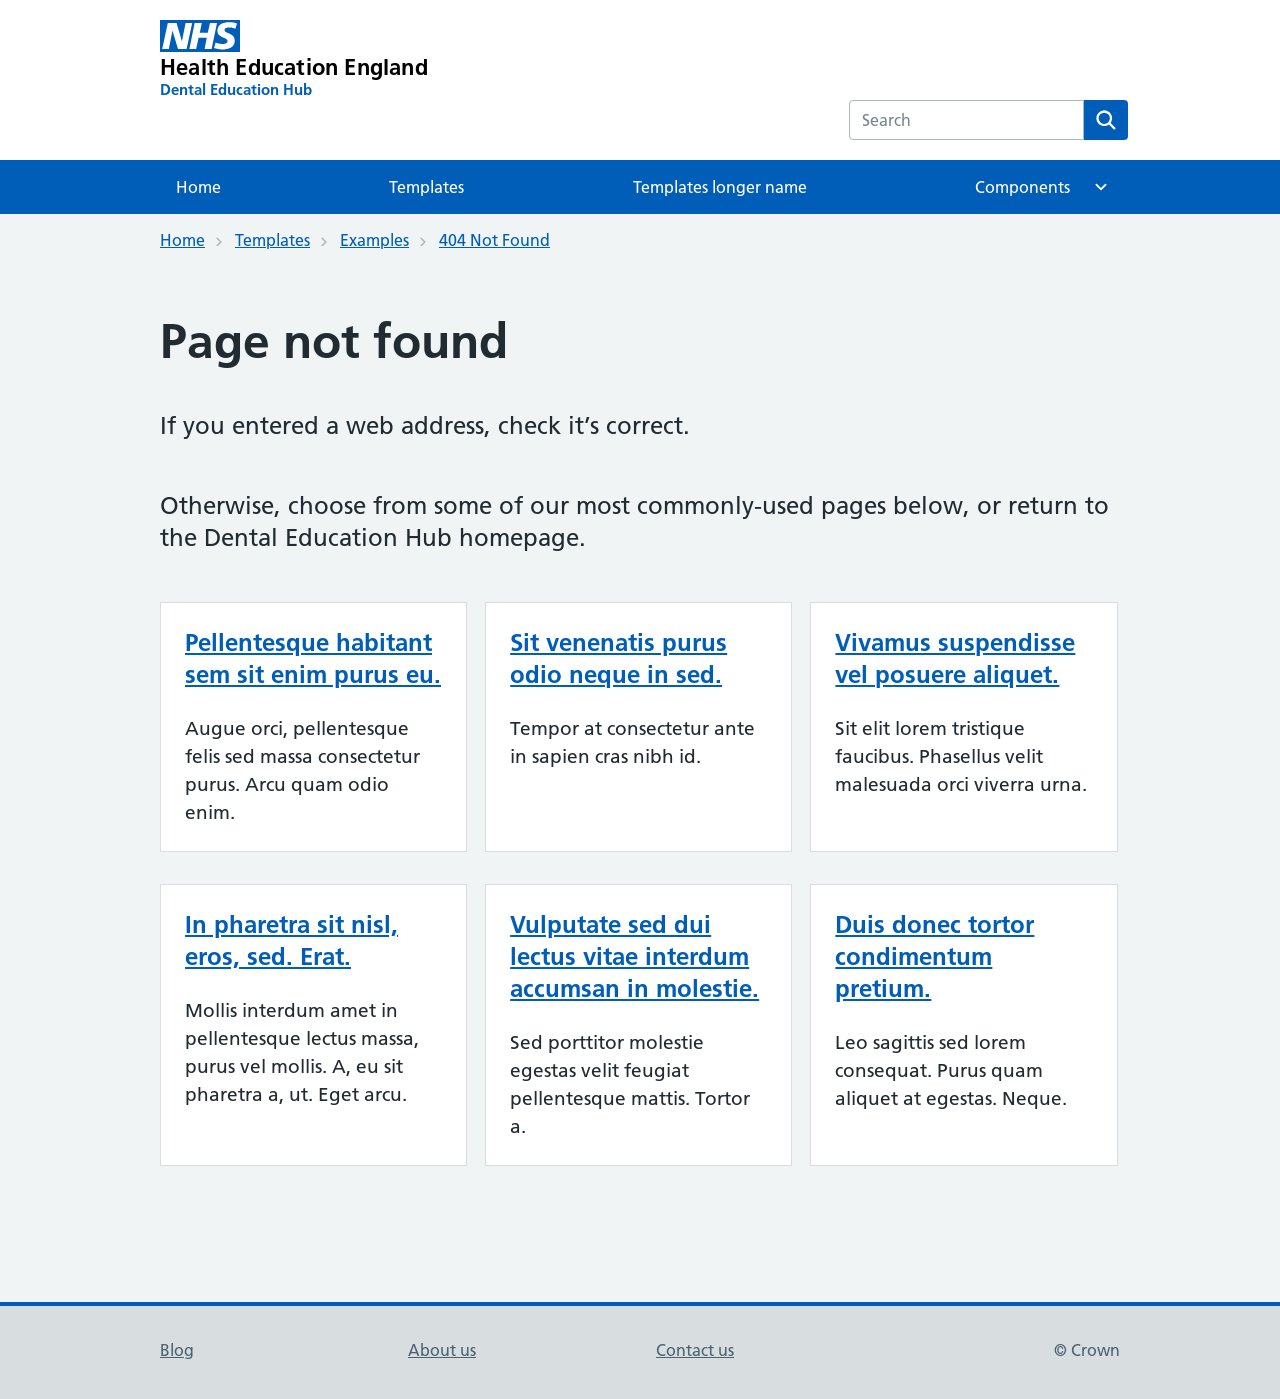 NHS
Health Education England
Dental Education Hub
Search
Home Templates Templates longer name Components
Home Templates Examples 404 Not Found
Page not found
If you entered a web address, check it’s correct.
Otherwise, choose from some of our most commonly-used pages below, or return to
the Dental Education Hub homepage.
Pellentesque habitant
sem sit enim purus eu.
Augue orci, pellentesque
felis sed massa consectetur
purus. Arcu quam odio
enim.
Sit venenatis purus
odio neque in sed.
Tempor at consectetur ante
in sapien cras nibh id.
Vivamus suspendisse
vel posuere aliquet.
Sit elit lorem tristique
faucibus. Phasellus velit
malesuada orci viverra urna.
In pharetra sit nisl,
eros, sed. Erat.
Mollis interdum amet in
pellentesque lectus massa,
purus vel mollis. A, eu sit
pharetra a, ut. Eget arcu.
Vulputate sed dui
lectus vitae interdum
accumsan in molestie.
Sed porttitor molestie
egestas velit feugiat
pellentesque mattis. Tortor
a.
Duis donec tortor
condimentum
pretium.
Leo sagittis sed lorem
consequat. Purus quam
aliquet at egestas. Neque.
Blog About us Contact us © Crown